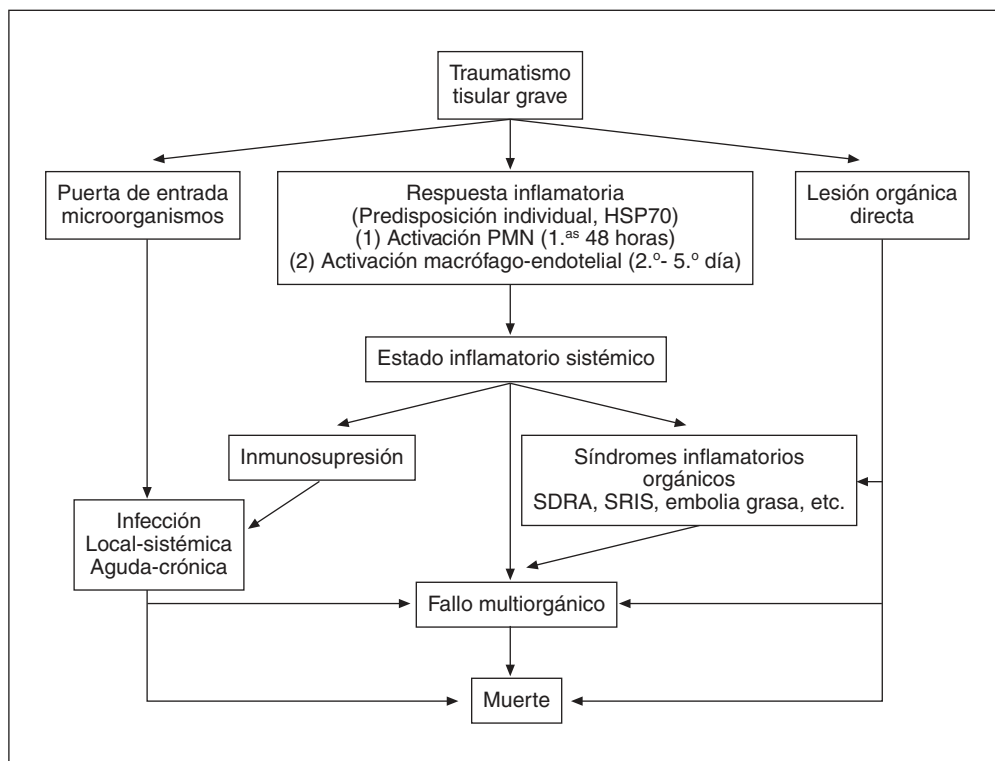 Traumatismo
tisular grave
Puerta de entrada
microorganismos
Respuesta inflamatoria
(Predisposición individual, HSP70)
(1) Activación PMN (1.ᵃˢ 48 horas)
(2) Activación macrófago-endotelial (2.º- 5.º día)
Lesión orgánica
directa
Estado inflamatorio sistémico
Inmunosupresión
Síndromes inflamatorios
orgánicos
SDRA, SRIS, embolia grasa, etc.
Infección
Local-sistémica
Aguda-crónica
Fallo multiorgánico
Muerte